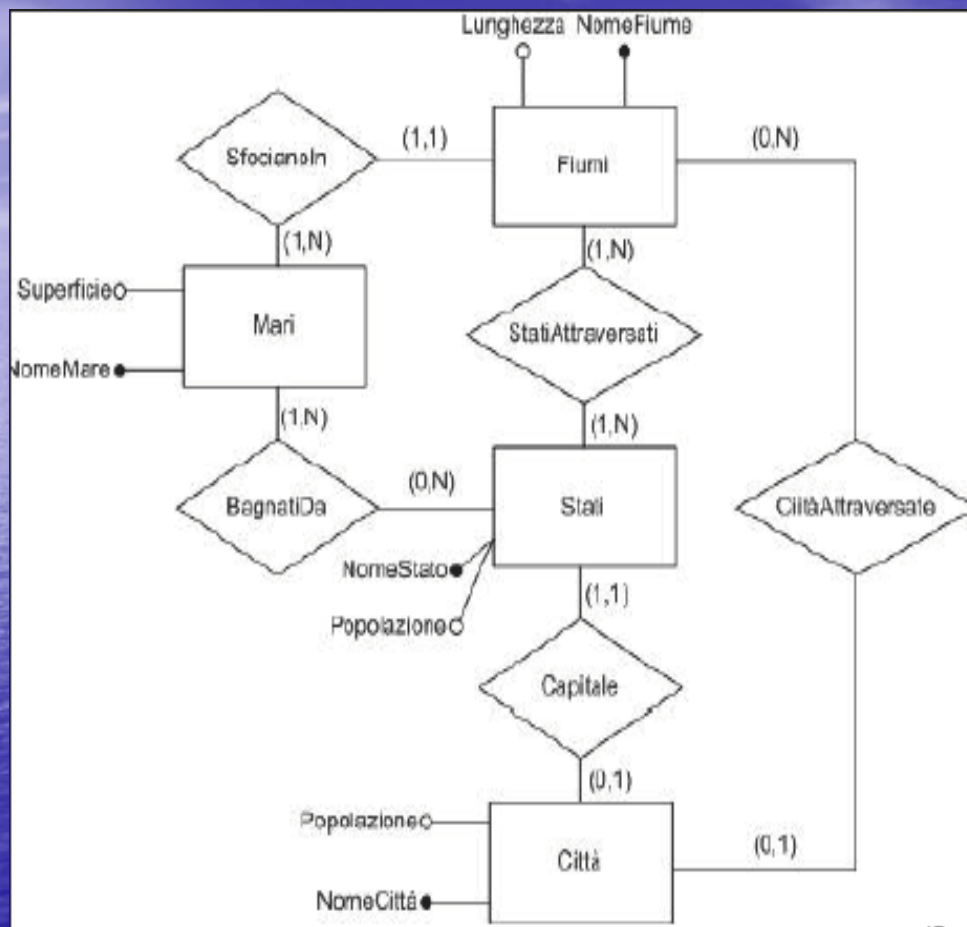 Lunghezza NomeFiume
SfocianoIn
(1,1)
Fiumi
(0,N)
(1,N)
(1,N)
Superficie
Mari
StatiAttraversati
NomeMare
(1,N)
(1,N)
(0,N)
BagnatiDa
Stati
CiitàAttraversate
NomeStato
(1,1)
Popolazione
Capitale
(0,1)
Popolazione
Città
(0,1)
NomeCittà